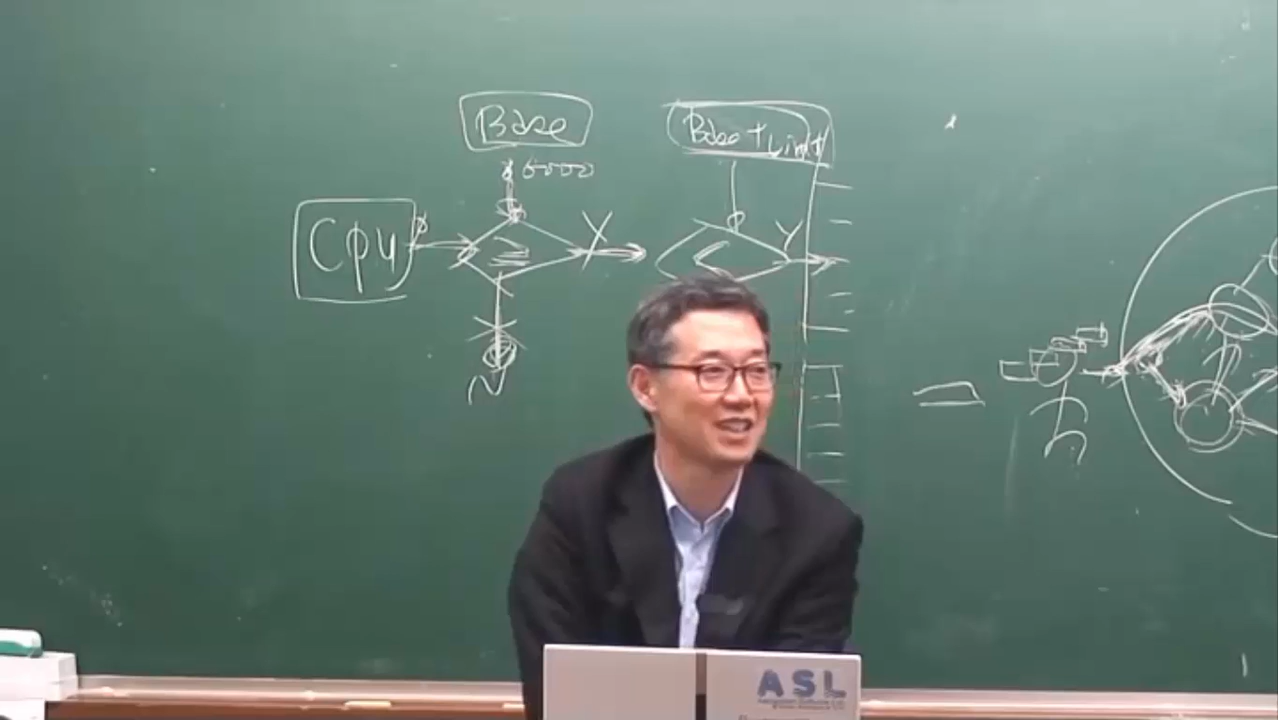 Base
Base + Limit
Cpu
≥
Y
<
Y
N
ASL